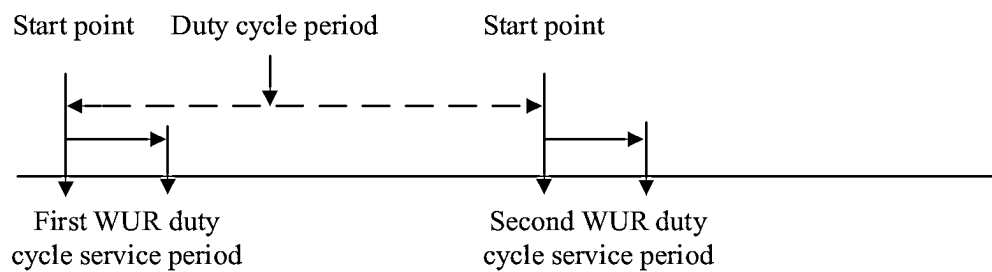 Start point
Duty cycle period
Start point
First WUR duty
cycle service period
Second WUR duty
cycle service period